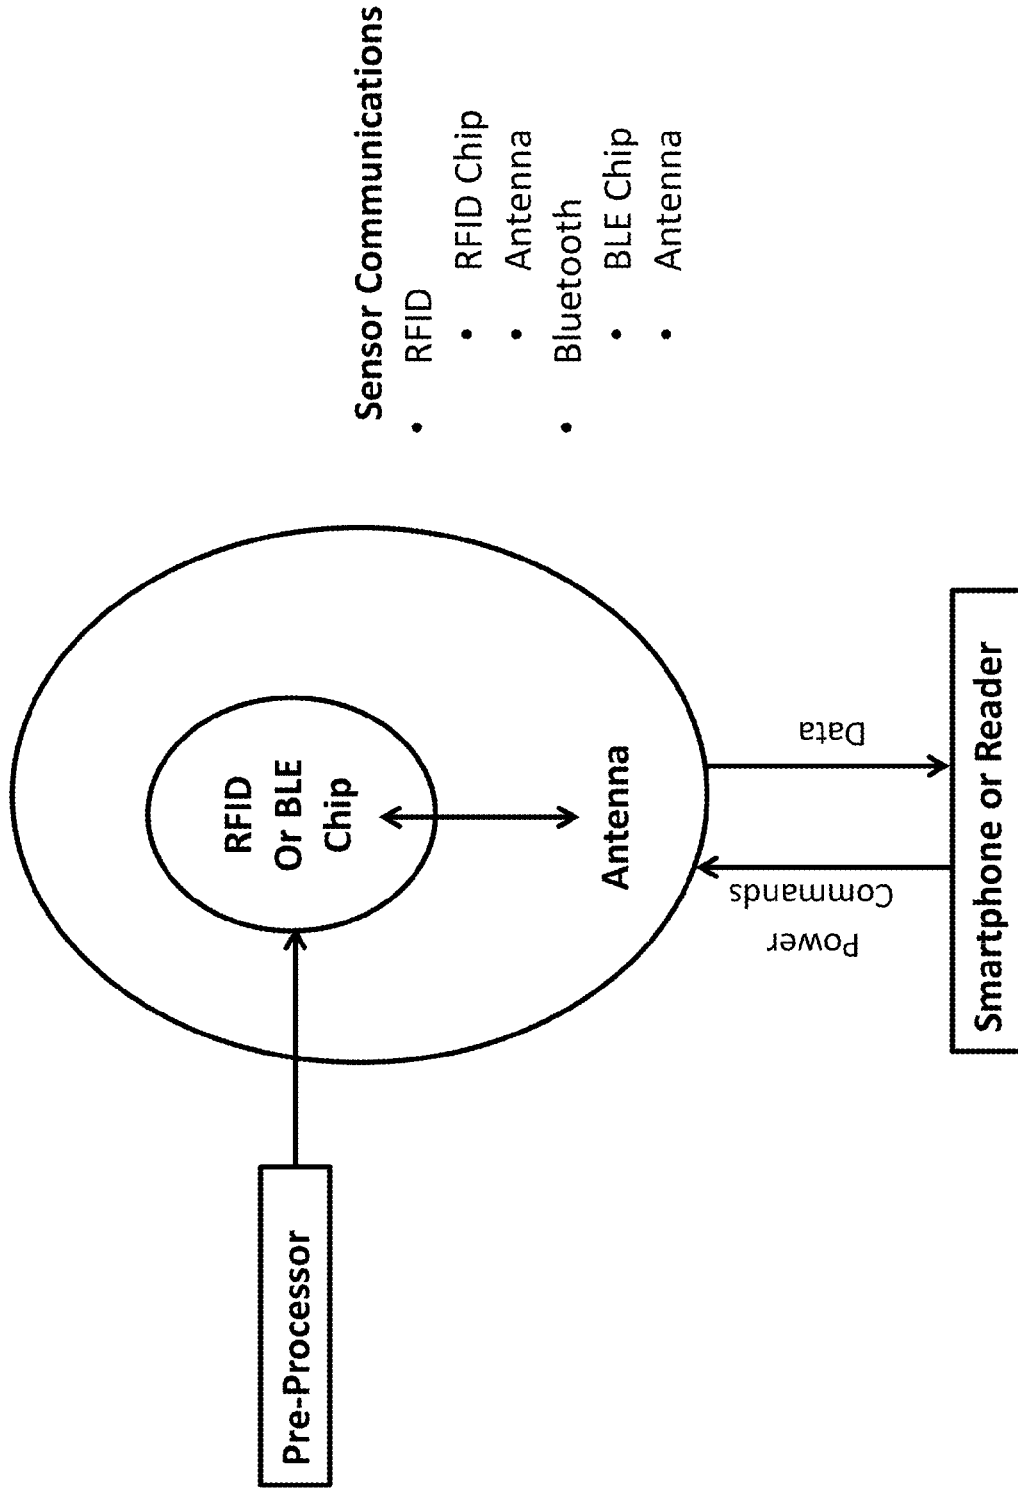 Sensor Communications
• RFID
• RFID Chip
• Antenna
• Bluetooth
• BLE Chip
• Antenna
Pre-Processor
RFID
Or BLE
Chip
Antenna
Power
Commands
Data
Smartphone or Reader